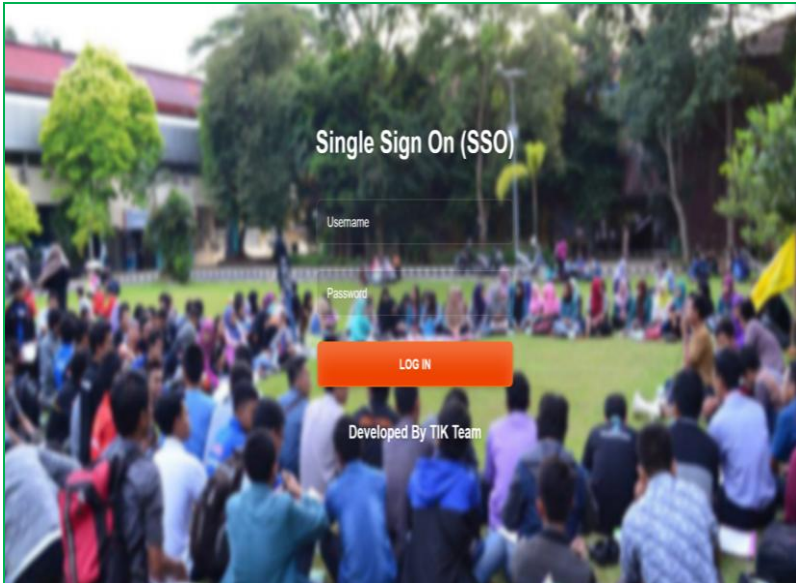 Single Sign On (SSO)
Username
Password
LOG IN
Developed By TIK Team